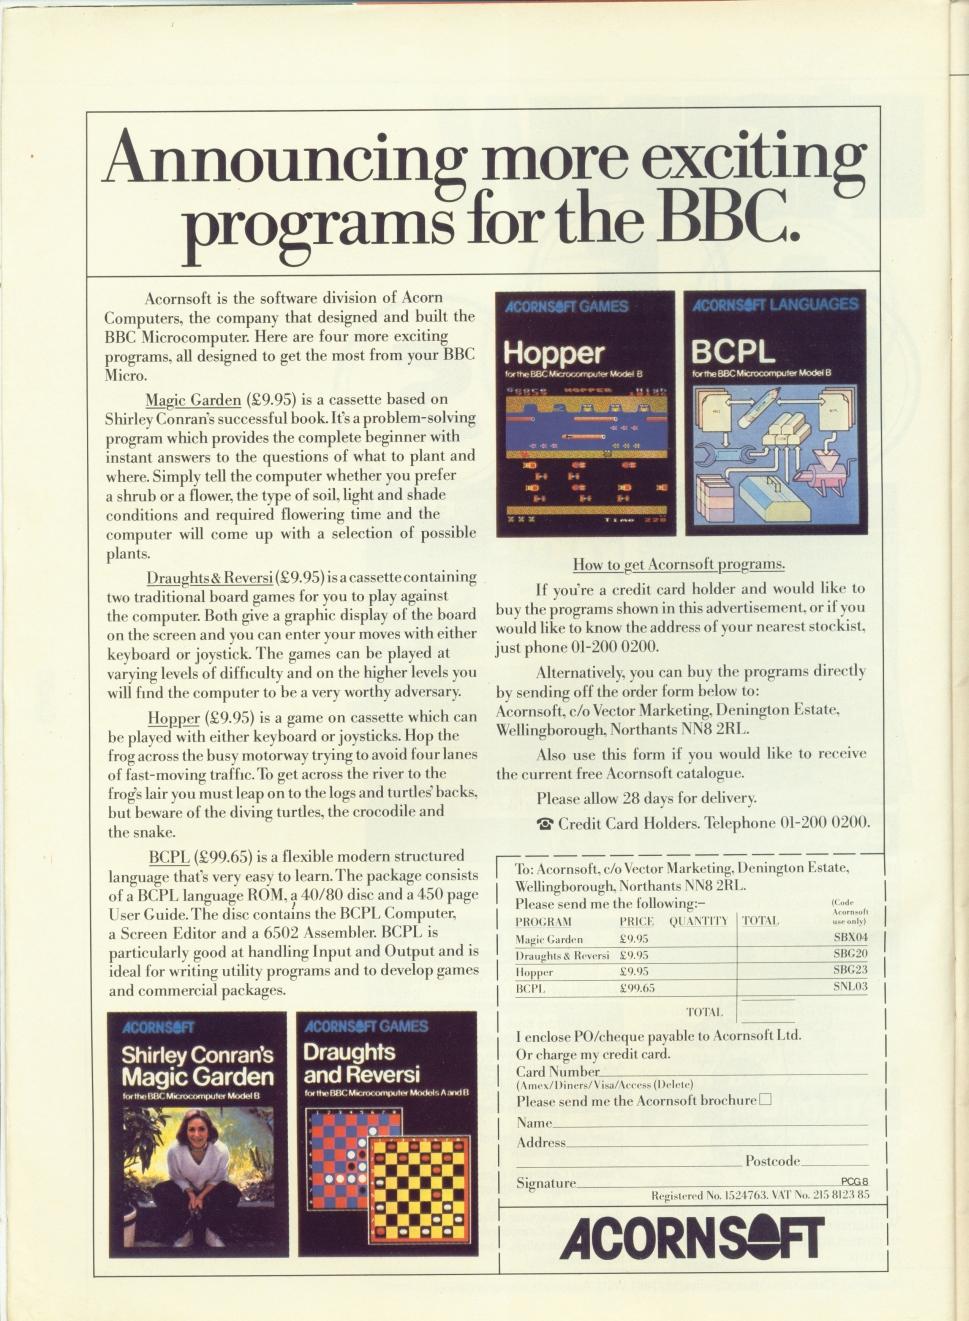 Announcing more exciting
programs for the BBC.
Acornsoft is the software division of Acorn
Computers, the company that designed and built the
BBC Microcomputer. Here are four more exciting
programs, all designed to get the most from your BBC
Micro.
Magic Garden (£9.95) is a cassette based on
Shirley Conran's successful book. It's a problem-solving
program which provides the complete beginner with
instant answers to the questions of what to plant and
where. Simply tell the computer whether you prefer
a shrub or a flower, the type of soil, light and shade
conditions and required flowering time and the
computer will come up with a selection of possible
plants.
Draughts & Reversi (£9.95) is a cassette containing
two traditional board games for you to play against
the computer. Both give a graphic display of the board
on the screen and you can enter your moves with either
keyboard or joystick. The games can be played at
varying levels of difficulty and on the higher levels you
will find the computer to be a very worthy adversary.
Hopper (£9.95) is a game on cassette which can
be played with either keyboard or joysticks. Hop the
frog across the busy motorway trying to avoid four lanes
of fast-moving traffic. To get across the river to the
frog's lair you must leap on to the logs and turtles' backs,
but beware of the diving turtles, the crocodile and
the snake.
BCPL (£99.65) is a flexible modern structured
language that's very easy to learn. The package consists
of a BCPL language ROM, a 40/80 disc and a 450 page
User Guide. The disc contains the BCPL Computer,
a Screen Editor and a 6502 Assembler. BCPL is
particularly good at handling Input and Output and is
ideal for writing utility programs and to develop games
and commercial packages.
ACORNSOFT
Shirley Conran's
Magic Garden
for the BBC Microcomputer Model B
ACORNSOFT GAMES
Draughts
and Reversi
for the BBC Microcomputer Models A and B
ACORNSOFT GAMES
Hopper
for the BBC Microcomputer Model B
HOPPER
Time 220
ACORNSOFT LANGUAGES
BCPL
for the BBC Microcomputer Model B
How to get Acornsoft programs.
If you're a credit card holder and would like to
buy the programs shown in this advertisement, or if you
would like to know the address of your nearest stockist,
just phone 01-200 0200.
Alternatively, you can buy the programs directly
by sending off the order form below to:
Acornsoft, c/o Vector Marketing, Denington Estate,
Wellingborough, Northants NN8 2RL.
Also use this form if you would like to receive
the current free Acornsoft catalogue.
Please allow 28 days for delivery.
☎ Credit Card Holders. Telephone 01-200 0200.
To: Acornsoft, c/o Vector Marketing, Denington Estate,
Wellingborough, Northants NN8 2RL.
Please send me the following:–
(Code
Acornsoft
use only)
PROGRAM PRICE QUANTITY TOTAL
Magic Garden £9.95 SBX04
Draughts & Reversi £9.95 SBG20
Hopper £9.95 SBG23
BCPL £99.65 SNL03
TOTAL
I enclose PO/cheque payable to Acornsoft Ltd.
Or charge my credit card.
Card Number
(Amex/Diners/Visa/Access (Delete)
Please send me the Acornsoft brochure □
Name
Address
Postcode
Signature PCG8
Registered No. 1524763. VAT No. 215 8123 85
ACORNSOFT